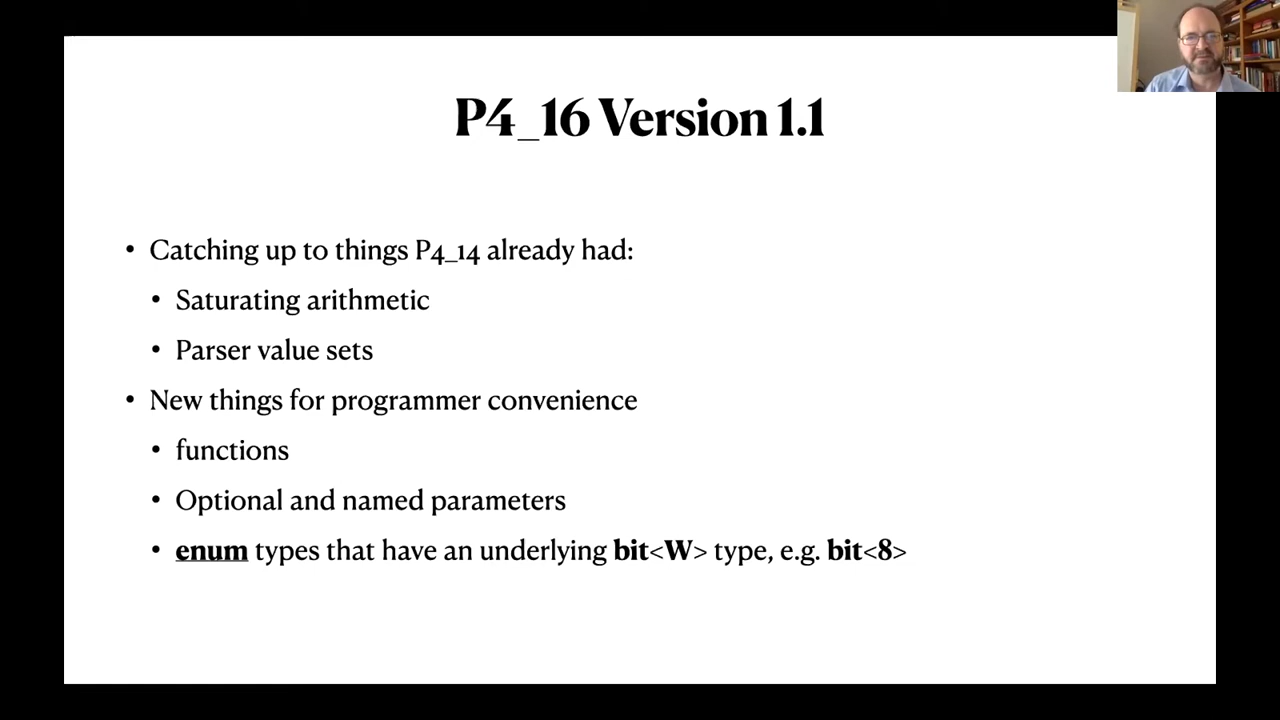 P4_16 Version 1.1
• Catching up to things P4_14 already had:
• Saturating arithmetic
• Parser value sets
• New things for programmer convenience
• functions
• Optional and named parameters
• enum types that have an underlying bit<W> type, e.g. bit<8>